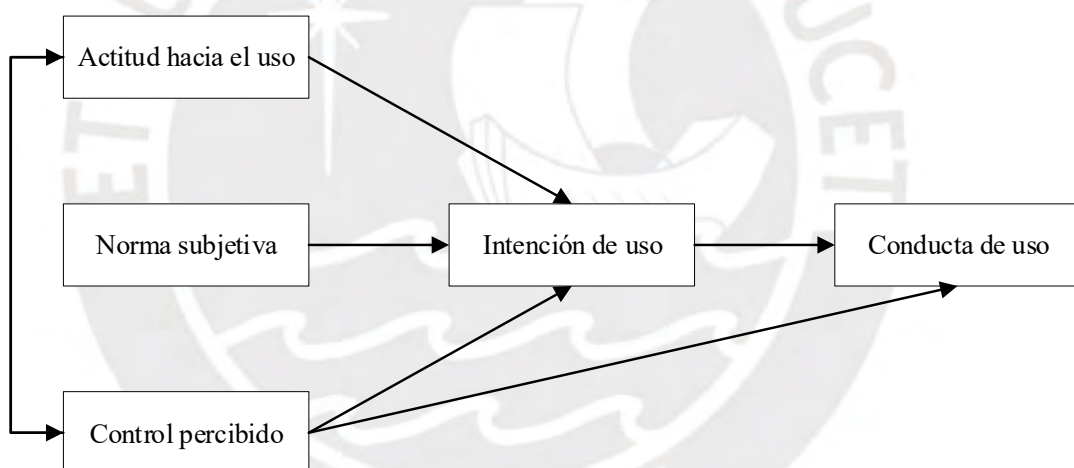 Actitud hacia el uso
Norma subjetiva
Intención de uso
Conducta de uso
Control percibido